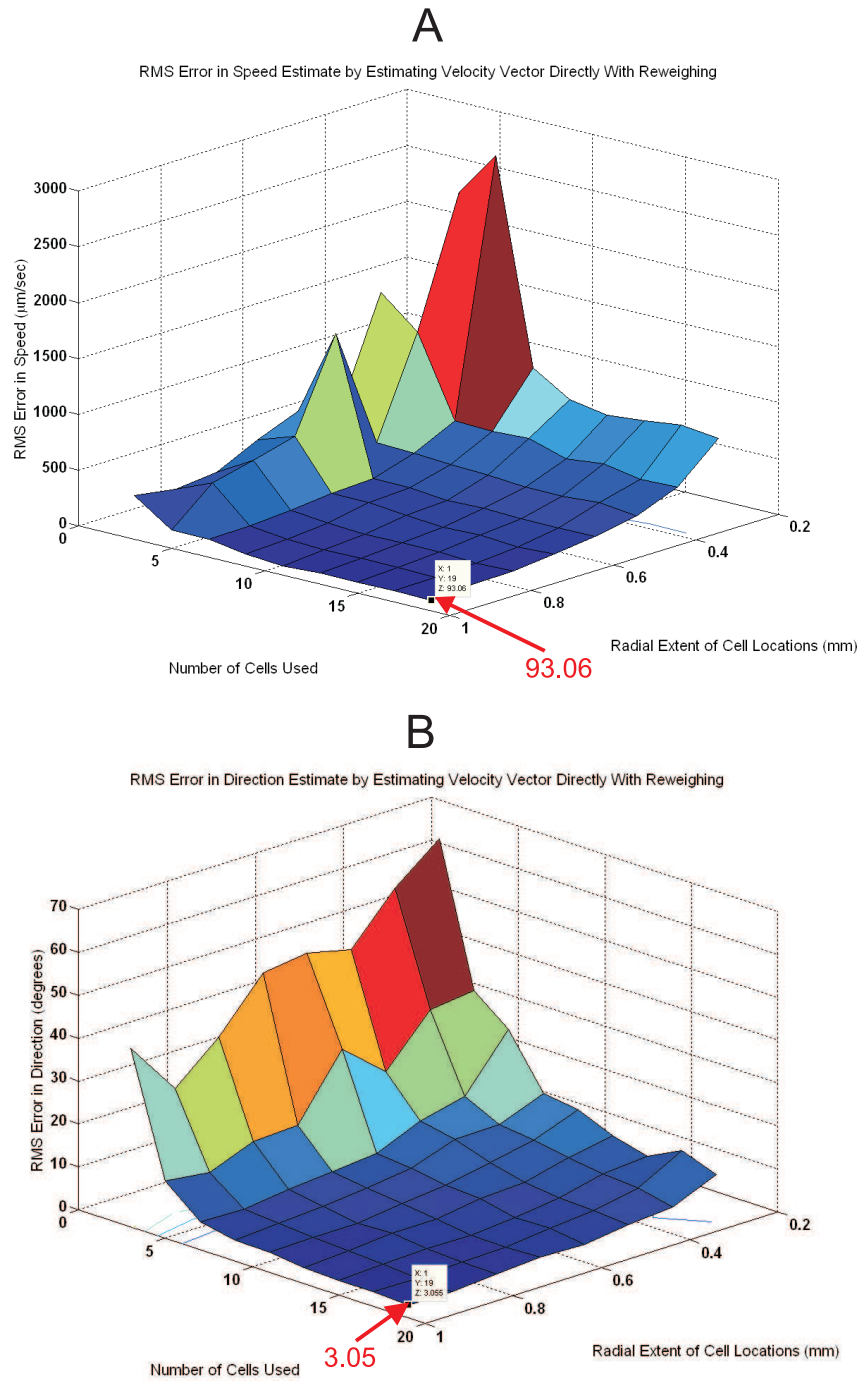 A
RMS Error in Speed Estimate by Estimating Velocity Vector Directly With Reweighing
3000
2500
2000
1500
1000
500
0
RMS Error in Speed (μm/sec)
0
5
10
15
20
Number of Cells Used
1
0.8
0.6
0.4
0.2
Radial Extent of Cell Locations (mm)
X: 1
Y: 19
Z: 93.06
93.06
B
RMS Error in Direction Estimate by Estimating Velocity Vector Directly With Reweighing
70
60
50
40
30
20
10
0
RMS Error in Direction (degrees)
0
5
10
15
20
Number of Cells Used
1
0.8
0.6
0.4
0.2
Radial Extent of Cell Locations (mm)
X: 1
Y: 19
Z: 3.055
3.05